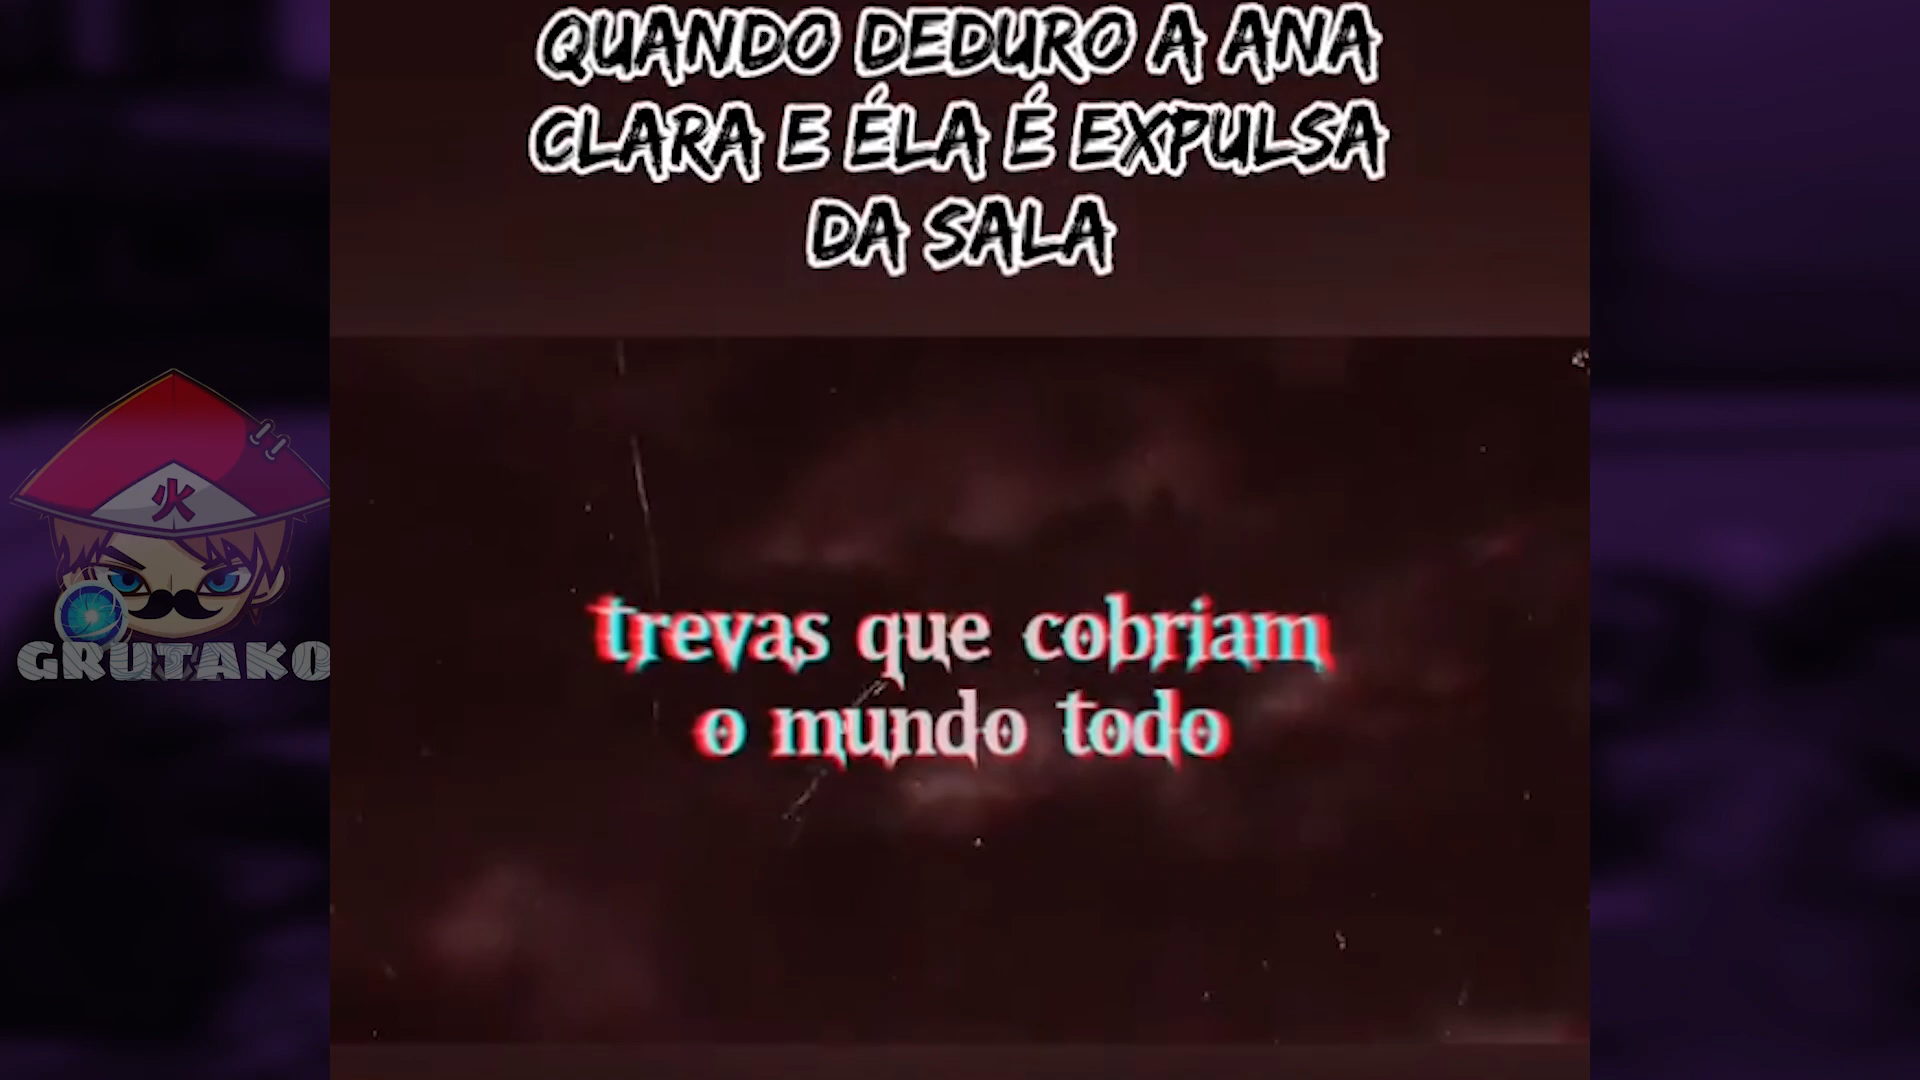 QUANDO DEDURO A ANA
CLARA E ÉLA É EXPULSA
DA SALA
火
GRUTAKO
trevas que cobriam
o mundo todo